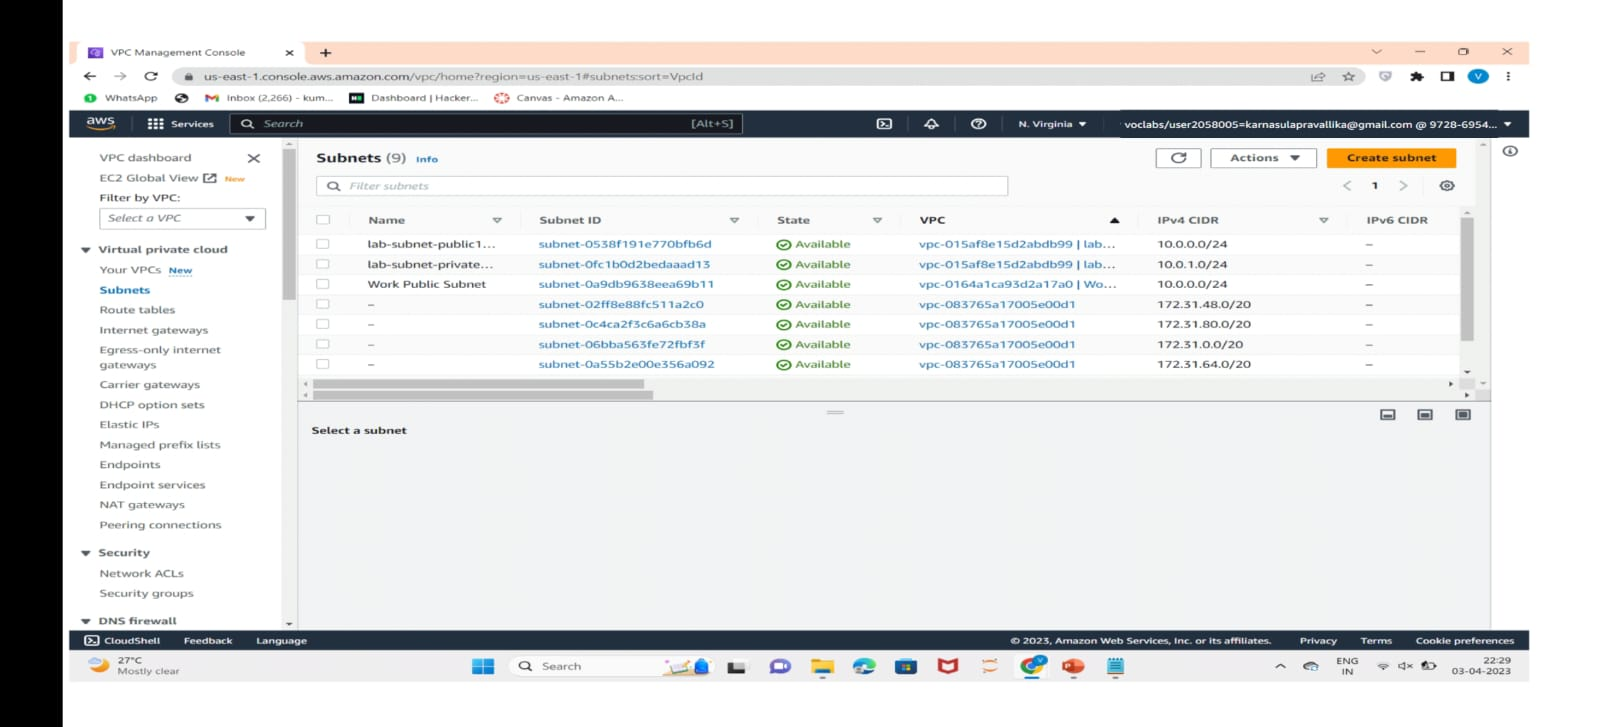 VPC Management Console
us-east-1.console.aws.amazon.com/vpc/home?region=us-east-1#subnets:sort=VpcId
WhatsApp Inbox (2,266) - kum... Dashboard | Hacker... Canvas - Amazon A...
aws Services Search [Alt+S] N. Virginia voclabs/user2058005=karnasulapravallika@gmail.com @ 9728-6954...
VPC dashboard
EC2 Global View New
Filter by VPC:
Select a VPC
Virtual private cloud
Your VPCs New
Subnets
Route tables
Internet gateways
Egress-only internet
gateways
Carrier gateways
DHCP option sets
Elastic IPs
Managed prefix lists
Endpoints
Endpoint services
NAT gateways
Peering connections
Security
Network ACLs
Security groups
DNS firewall
Subnets (9) Info Actions Create subnet
Filter subnets 1
Name Subnet ID State VPC IPv4 CIDR IPv6 CIDR
lab-subnet-public1... subnet-0538f191e770bfb6d Available vpc-015af8e15d2abdb99 | lab... 10.0.0.0/24 –
lab-subnet-private... subnet-0fc1b0d2bedaaad13 Available vpc-015af8e15d2abdb99 | lab... 10.0.1.0/24 –
Work Public Subnet subnet-0a9db9638eea69b11 Available vpc-0164a1ca93d2a17a0 | Wo... 10.0.0.0/24 –
– subnet-02ff8e88fc511a2c0 Available vpc-083765a17005e00d1 172.31.48.0/20 –
– subnet-0c4ca2f3c6a6cb38a Available vpc-083765a17005e00d1 172.31.80.0/20 –
– subnet-06bba563fe72fbf3f Available vpc-083765a17005e00d1 172.31.0.0/20 –
– subnet-0a55b2e00e356a092 Available vpc-083765a17005e00d1 172.31.64.0/20 –
Select a subnet
CloudShell Feedback Language © 2023, Amazon Web Services, Inc. or its affiliates. Privacy Terms Cookie preferences
27°C
Mostly clear
Search
ENG
IN
22:29
03-04-2023